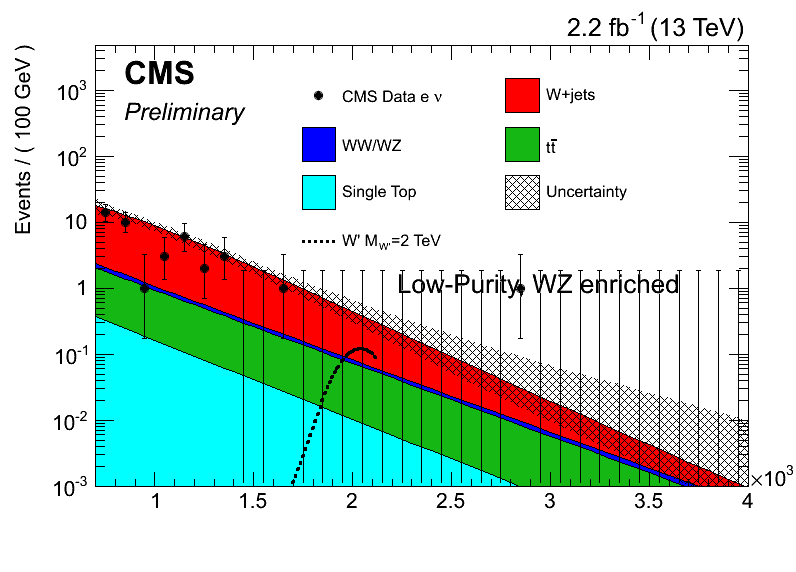 2.2 fb⁻¹ (13 TeV)
Events / ( 100 GeV )
CMS
Preliminary
CMS Data e ν
W+jets
WW/WZ
tt̄
Single Top
Uncertainty
W' M_W'=2 TeV
Low-Purity, WZ enriched
10³
10²
10
1
10⁻¹
10⁻²
10⁻³
1 1.5 2 2.5 3 3.5 4
×10³